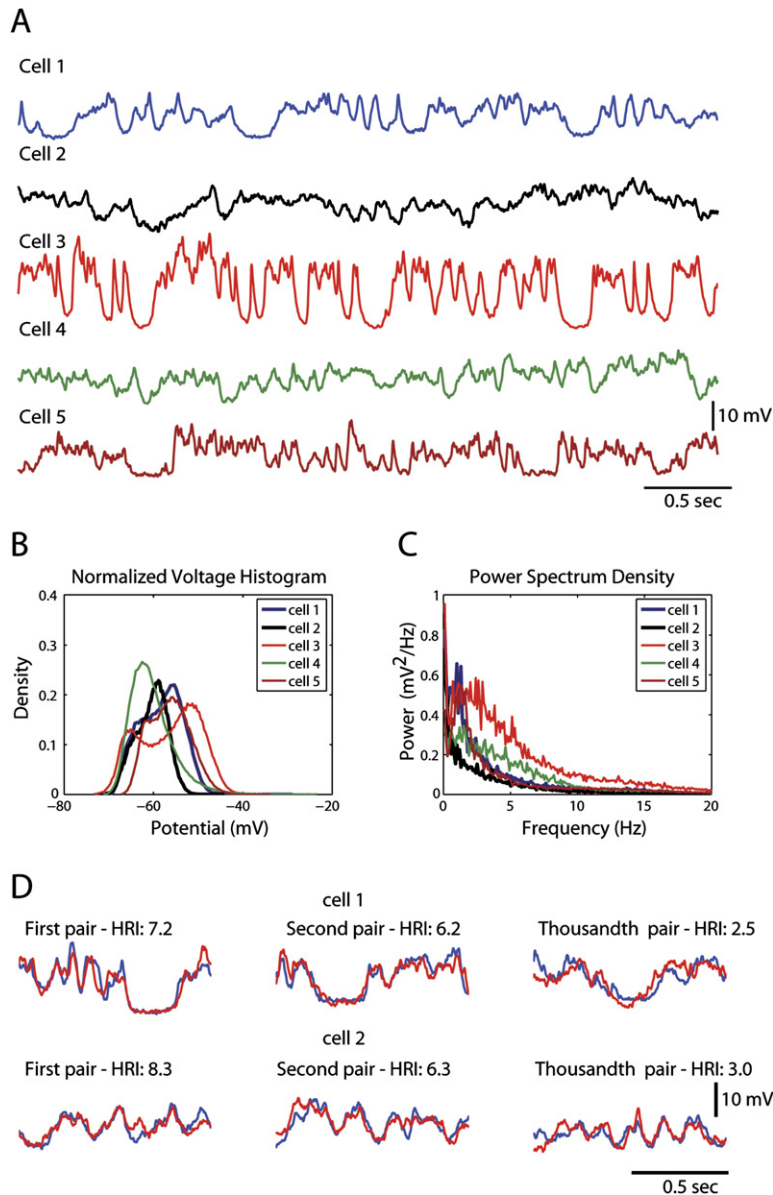 A
Cell 1
Cell 2
Cell 3
Cell 4
Cell 5
10 mV
0.5 sec
B
Normalized Voltage Histogram
0.4
0.3
0.2
0.1
0
Density
−80
−60
−40
−20
Potential (mV)
cell 1
cell 2
cell 3
cell 4
cell 5
C
Power Spectrum Density
1
0.8
0.6
0.4
0.2
0
Power (mV²/Hz)
0
5
10
15
20
Frequency (Hz)
cell 1
cell 2
cell 3
cell 4
cell 5
D
cell 1
First pair - HRI: 7.2
Second pair - HRI: 6.2
Thousandth pair - HRI: 2.5
cell 2
First pair - HRI: 8.3
Second pair - HRI: 6.3
Thousandth pair - HRI: 3.0
10 mV
0.5 sec